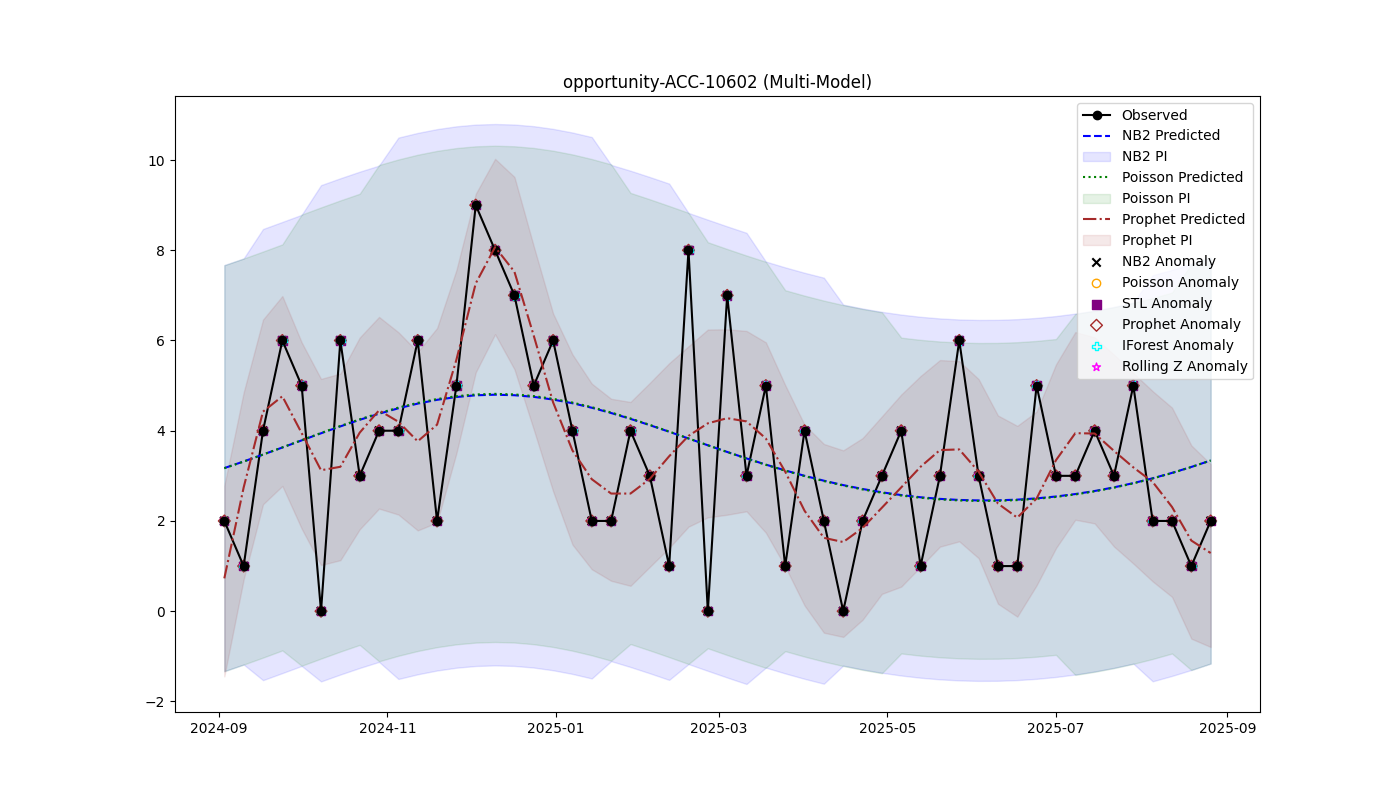 opportunity-ACC-10602 (Multi-Model)
Observed
NB2 Predicted
NB2 PI
Poisson Predicted
Poisson PI
Prophet Predicted
Prophet PI
NB2 Anomaly
Poisson Anomaly
STL Anomaly
Prophet Anomaly
IForest Anomaly
Rolling Z Anomaly
10
8
6
4
2
0
−2
2024-09 2024-11 2025-01 2025-03 2025-05 2025-07 2025-09